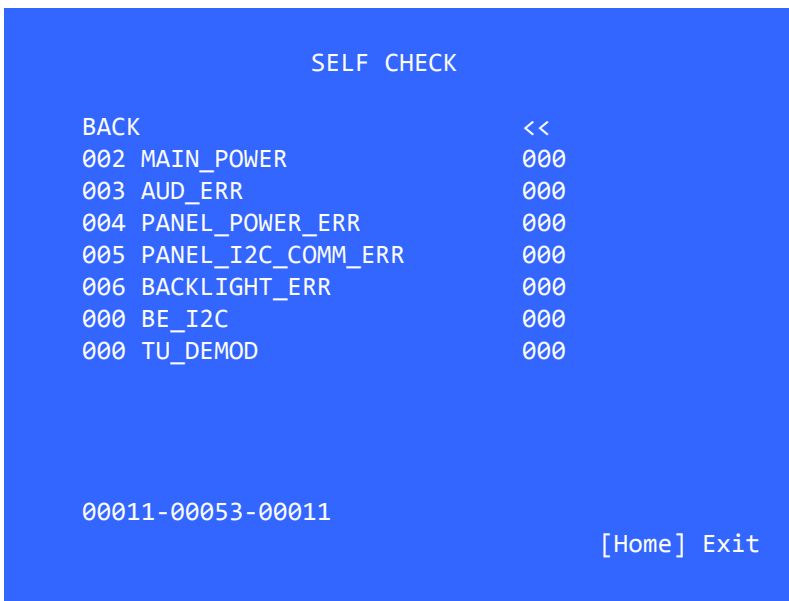 SELF CHECK
BACK <<
002 MAIN_POWER 000
003 AUD_ERR 000
004 PANEL_POWER_ERR 000
005 PANEL_I2C_COMM_ERR 000
006 BACKLIGHT_ERR 000
000 BE_I2C 000
000 TU_DEMOD 000
00011-00053-00011
[Home] Exit